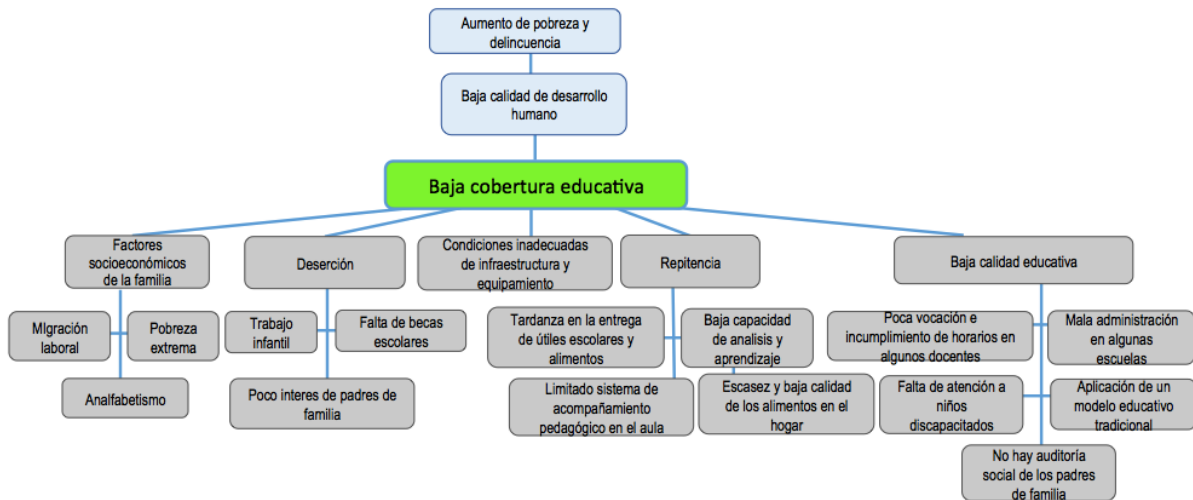 Aumento de pobreza y
delincuencia
Baja calidad de desarrollo
humano
Baja cobertura educativa
Factores
socioeconómicos
de la familia
Deserción
Condiciones inadecuadas
de infraestructura y
equipamiento
Repitencia
Baja calidad educativa
MIgración
laboral
Pobreza
extrema
Analfabetismo
Trabajo
infantil
Falta de becas
escolares
Poco interes de padres de
familia
Tardanza en la entrega
de útiles escolares y
alimentos
Baja capacidad
de analisis y
aprendizaje
Limitado sistema de
acompañamiento
pedagógico en el aula
Escasez y baja calidad
de los alimentos en el
hogar
Poca vocación e
incumplimiento de horarios en
algunos docentes
Mala administración
en algunas
escuelas
Falta de atención a
niños
discapacitados
Aplicación de un
modelo educativo
tradicional
No hay auditoría
social de los padres
de familia